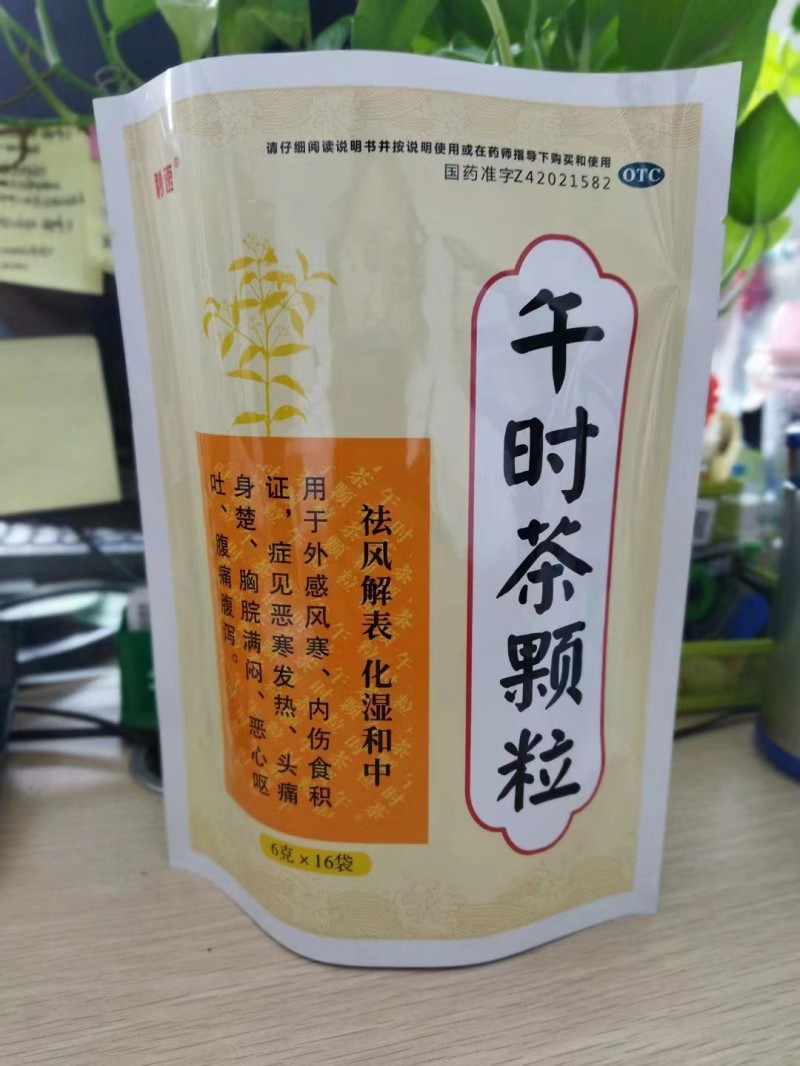 请仔细阅读说明书并按说明使用或在药师指导下购买和使用
国药准字Z42021582
OTC
午时茶颗粒
祛风解表 化湿和中
用于外感风寒、内伤食积
证，症见恶寒发热、头痛
身楚、胸脘满闷、恶心呕
吐、腹痛腹泻。
6克×16袋